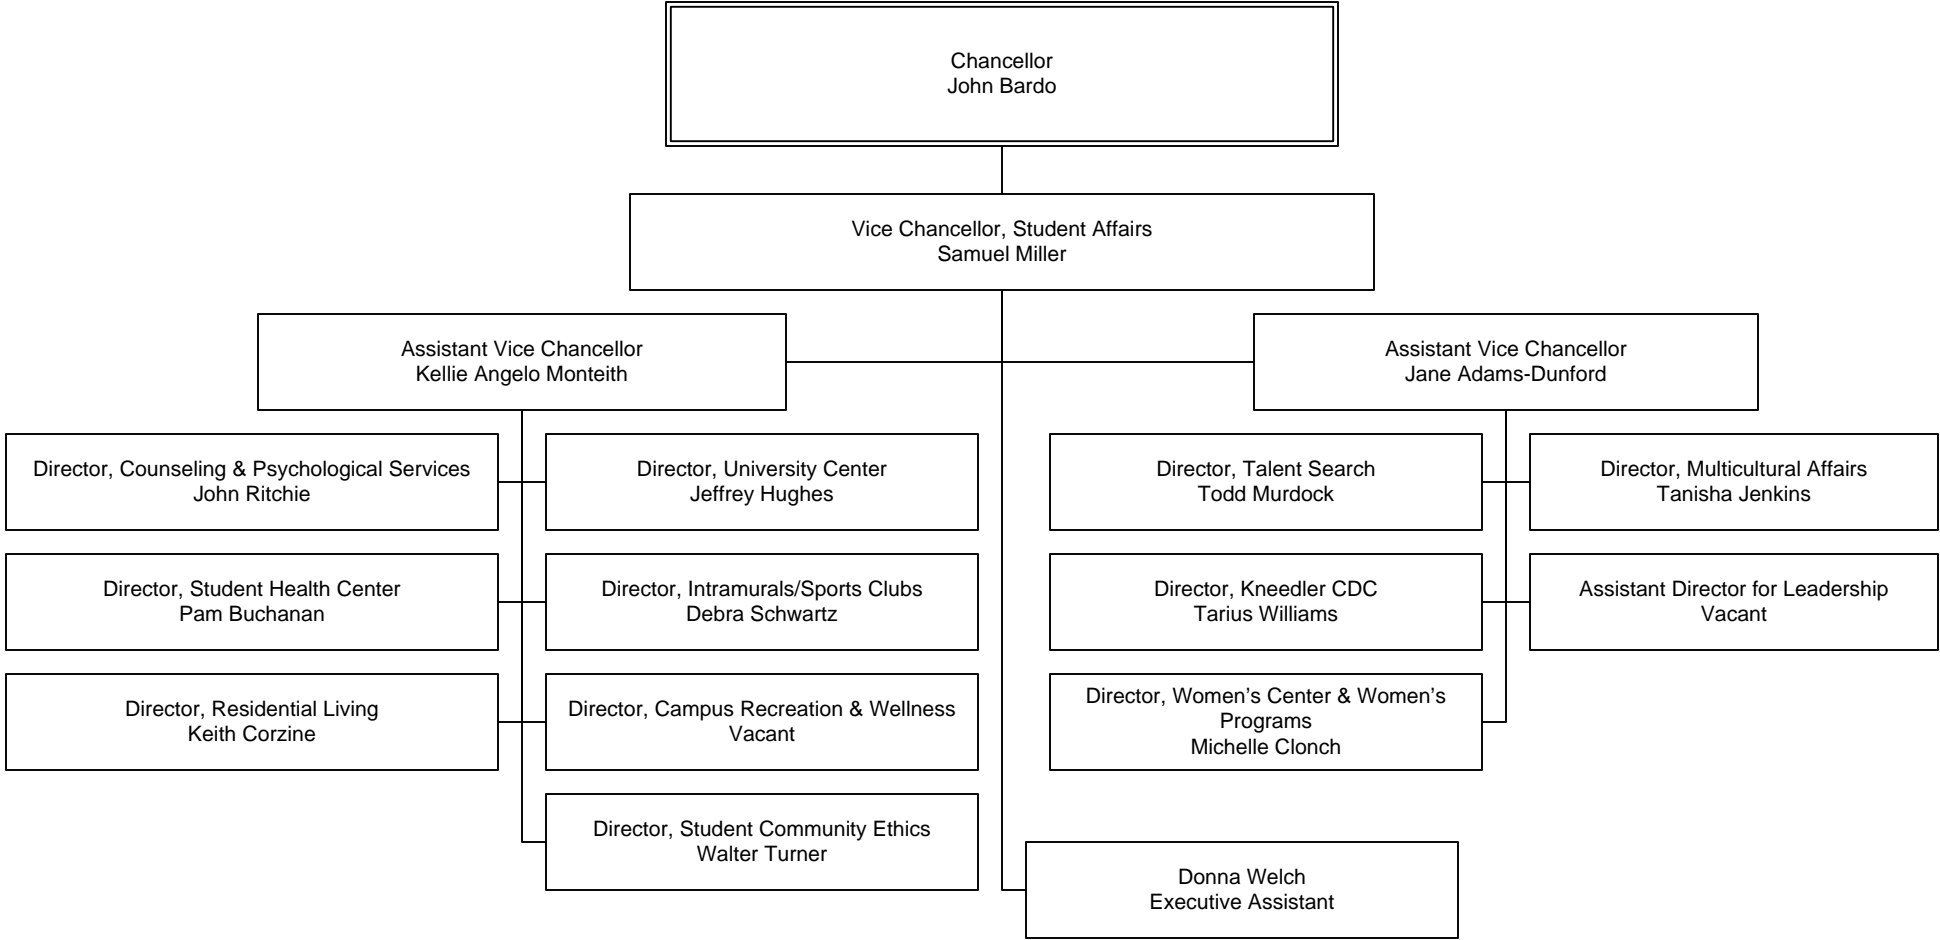 Chancellor
John Bardo
Vice Chancellor, Student Affairs
Samuel Miller
Assistant Vice Chancellor
Kellie Angelo Monteith
Assistant Vice Chancellor
Jane Adams-Dunford
Director, Counseling & Psychological Services
John Ritchie
Director, University Center
Jeffrey Hughes
Director, Talent Search
Todd Murdock
Director, Multicultural Affairs
Tanisha Jenkins
Director, Student Health Center
Pam Buchanan
Director, Intramurals/Sports Clubs
Debra Schwartz
Director, Kneedler CDC
Tarius Williams
Assistant Director for Leadership
Vacant
Director, Residential Living
Keith Corzine
Director, Campus Recreation & Wellness
Vacant
Director, Women’s Center & Women’s
Programs
Michelle Clonch
Director, Student Community Ethics
Walter Turner
Donna Welch
Executive Assistant